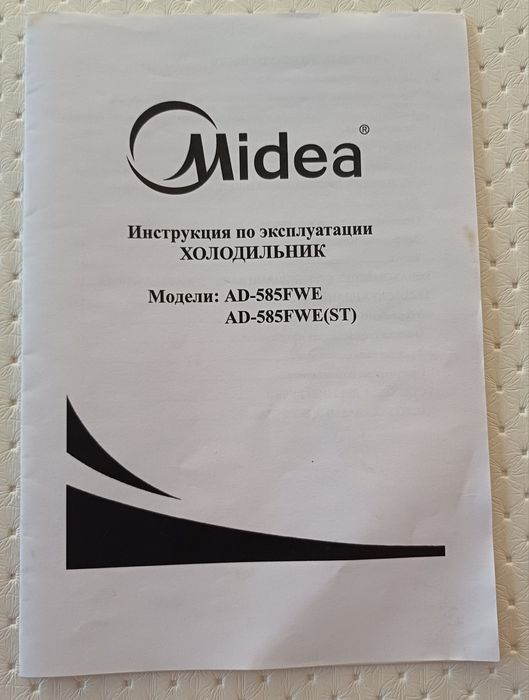 Midea®
Инструкция по эксплуатации
ХОЛОДИЛЬНИК
Модели: AD-585FWE
AD-585FWE(ST)